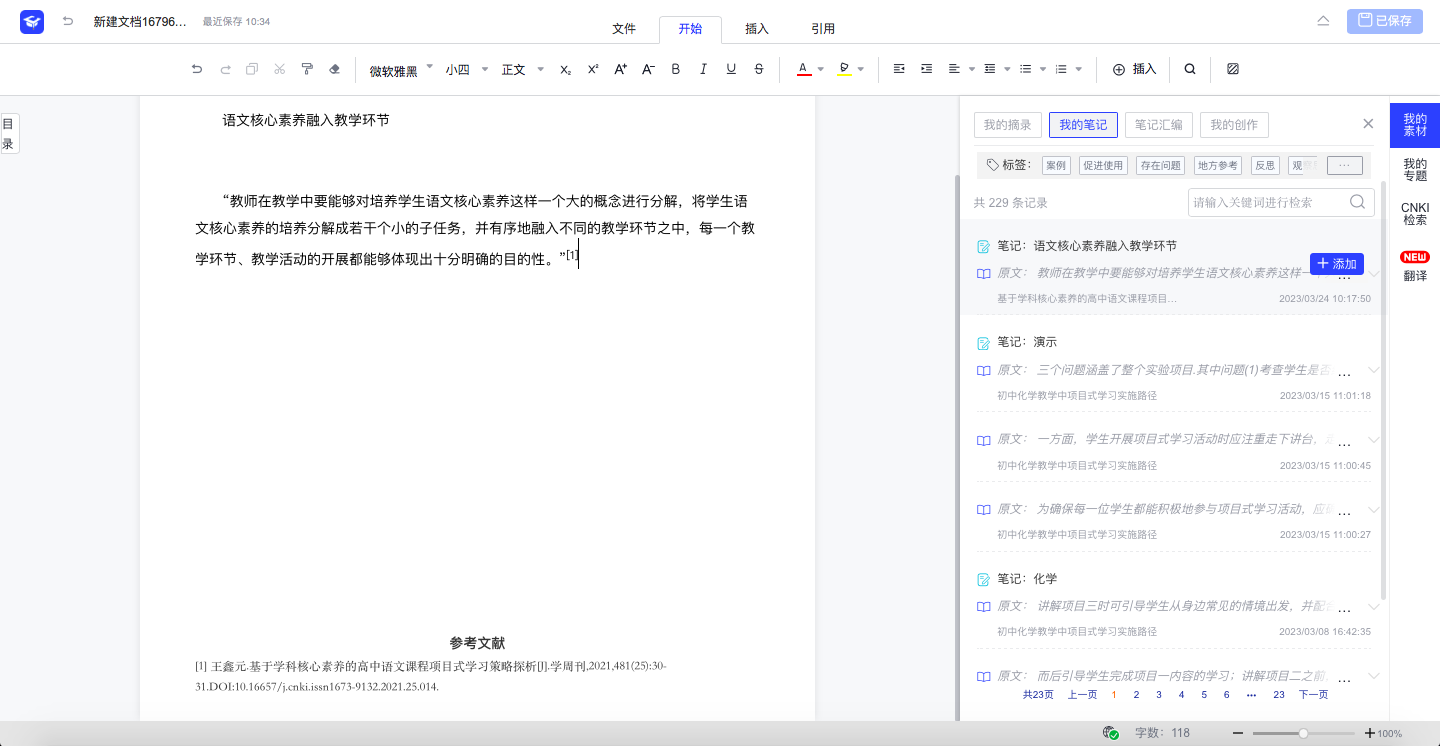 新建文档16796... 最近保存 10:34
文件 开始 插入 引用
已保存
微软雅黑 小四 正文 X₂ X² A⁺ A⁻ B I U S A 插入
目录
语文核心素养融入教学环节
“教师在教学中要能够对培养学生语文核心素养这样一个大的概念进行分解，将学生语
文核心素养的培养分解成若干个小的子任务，并有序地融入不同的教学环节之中，每一个教
学环节、教学活动的开展都能够体现出十分明确的目的性。”[1]
参考文献
[1] 王鑫元.基于学科核心素养的高中语文课程项目式学习策略探析[J].学周刊,2021,481(25):30-
31.DOI:10.16657/j.cnki.issn1673-9132.2021.25.014.
我的摘录 我的笔记 笔记汇编 我的创作
标签： 案例 促进使用 存在问题 地方参考 反思 观 ...
共 229 条记录 请输入关键词进行检索
笔记：语文核心素养融入教学环节
添加
原文： 教师在教学中要能够对培养学生语文核心素养这样一 ...
基于学科核心素养的高中语文课程项目... 2023/03/24 10:17:50
笔记：演示
原文： 三个问题涵盖了整个实验项目.其中问题(1)考查学生是否 ...
初中化学教学中项目式学习实施路径 2023/03/15 11:01:18
原文： 一方面，学生开展项目式学习活动时应注重走下讲台， ...
初中化学教学中项目式学习实施路径 2023/03/15 11:00:45
原文： 为确保每一位学生都能积极地参与项目式学习活动，应 ...
初中化学教学中项目式学习实施路径 2023/03/15 11:00:27
笔记：化学
原文： 讲解项目三时可引导学生从身边常见的情境出发，并配 ...
初中化学教学中项目式学习实施路径 2023/03/08 16:42:35
原文： 而后引导学生完成项目一内容的学习；讲解项目二之前， ...
共23页 上一页 1 2 3 4 5 6 ••• 23 下一页
我的
素材
我的
专题
CNKI
检索
NEW
翻译
字数：118 100%